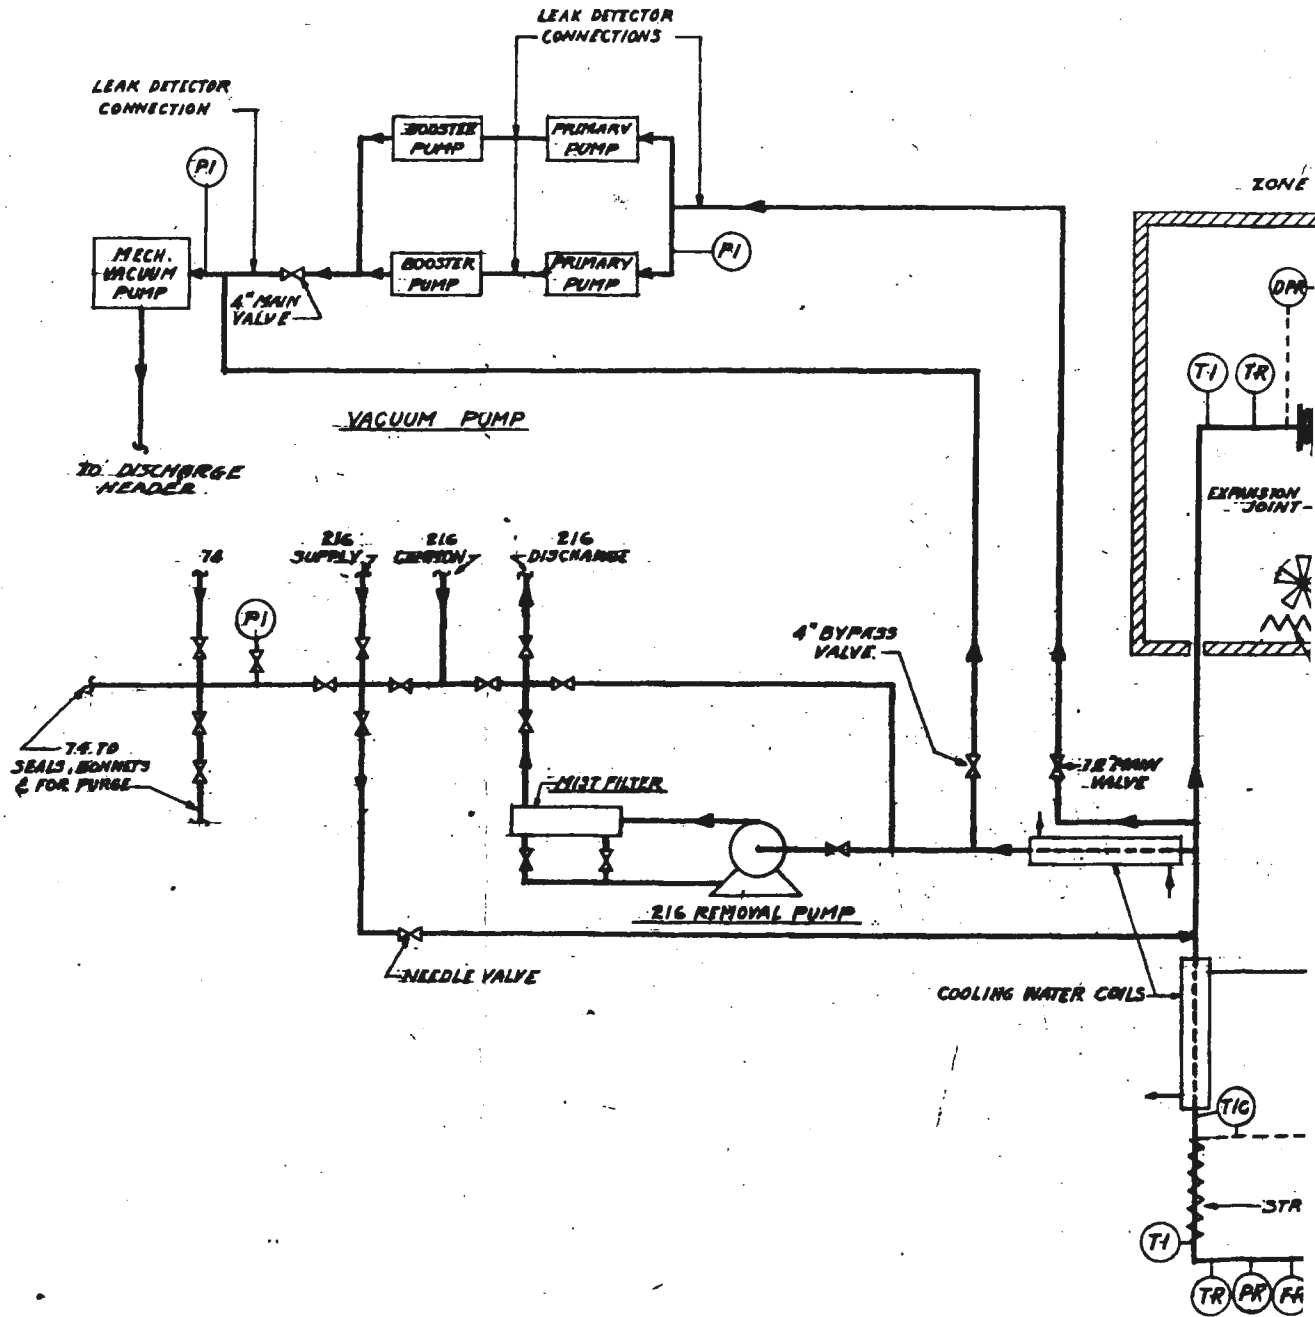 LEAK DETECTOR
CONNECTIONS
LEAK DETECTOR
CONNECTION
PI
BOOSTER
PUMP
PRIMARY
PUMP
ZONE
MECH.
VACUUM
PUMP
BOOSTER
PUMP
PRIMARY
PUMP
PI
4" MAIN
VALVE
DPR
TI
TR
VACUUM PUMP
TO DISCHARGE
HEADER.
EXPANSION
JOINT
74
216
SUPPLY
216
216
DISCHARGE
PI
4" BYPASS
VALVE.
74 TO
SEALS, BONNETS
& FOR PURGE
MIST FILTER
MAIN
VALVE
216 REMOVAL PUMP
NEEDLE VALVE
COOLING WATER COILS
TIC
STR
TI
TR
PR
FR